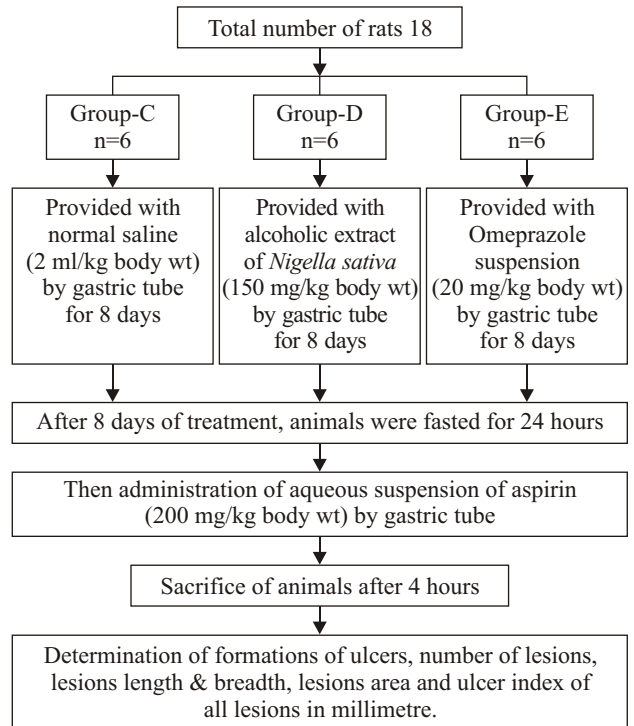 Total number of rats 18
Group-C
n=6
Group-D
n=6
Group-E
n=6
Provided with
normal saline
(2 ml/kg body wt)
by gastric tube
for 8 days
Provided with
alcoholic extract
of Nigella sativa
(150 mg/kg body wt)
by gastric tube
for 8 days
Provided with
Omeprazole
suspension
(20 mg/kg body wt)
by gastric tube
for 8 days
After 8 days of treatment, animals were fasted for 24 hours
Then administration of aqueous suspension of aspirin
(200 mg/kg body wt) by gastric tube
Sacrifice of animals after 4 hours
Determination of formations of ulcers, number of lesions,
lesions length & breadth, lesions area and ulcer index of
all lesions in millimetre.